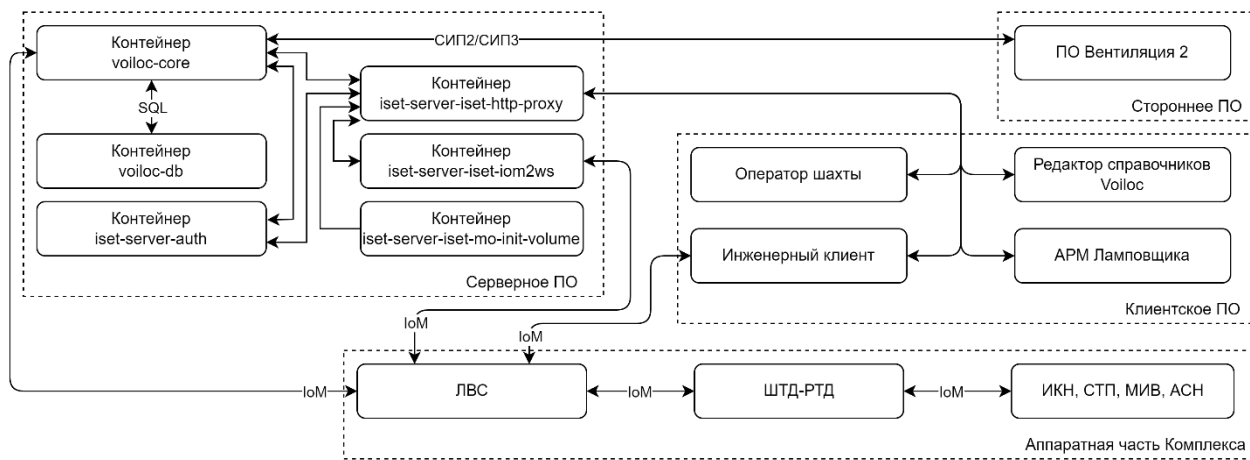 Контейнер
voiloc-core
СИП2/СИП3
ПО Вентиляция 2
Стороннее ПО
SQL
Контейнер
iset-server-iset-http-proxy
Контейнер
voiloc-db
Контейнер
iset-server-iset-iom2ws
Контейнер
iset-server-auth
Контейнер
iset-server-iset-mo-init-volume
Серверное ПО
Оператор шахты
Редактор справочников
Voiloc
Инженерный клиент
АРМ Ламповщика
Клиентское ПО
IoM
IoM
IoM
ЛВС
IoM
ШТД-РТД
IoM
ИКН, СТП, МИВ, АСН
Аппаратная часть Комплекса